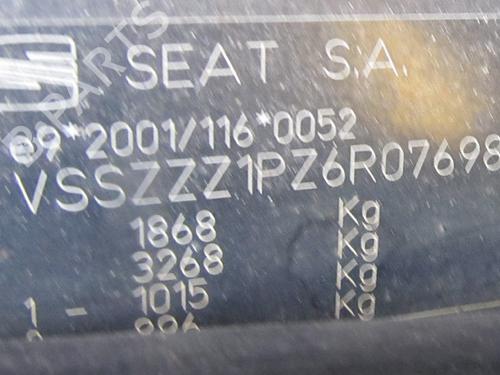 SEAT S.A.
e9*2001/116*0052
VSSZZZ1PZ6R07698
1868 Kg
3268 Kg
1 - 1015 Kg
Kg